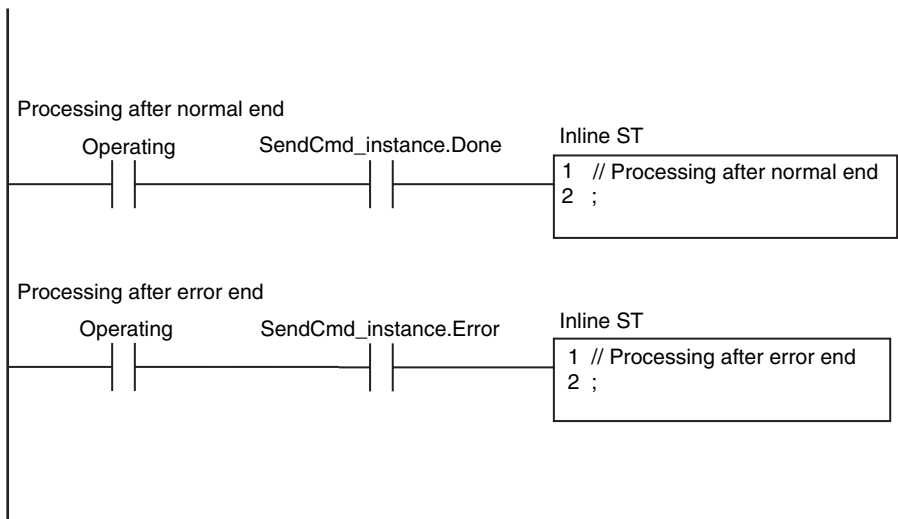 Processing after normal end
Operating
SendCmd_instance.Done
Inline ST
1 // Processing after normal end
2 ;
Processing after error end
Operating
SendCmd_instance.Error
Inline ST
1 // Processing after error end
2 ;